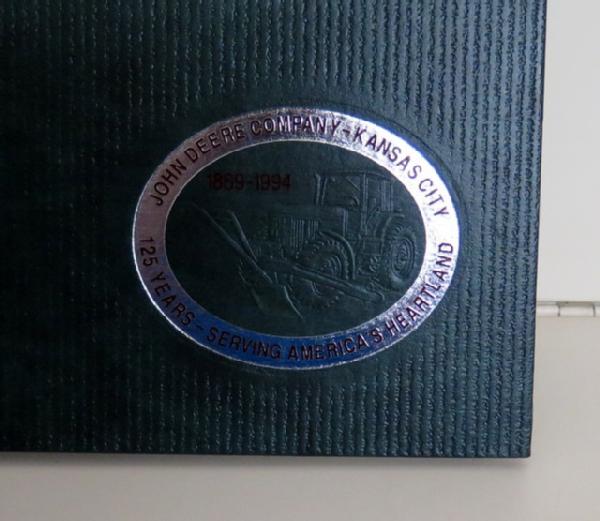 JOHN DEERE COMPANY - KANSAS CITY
1869-1994
125 YEARS - SERVING AMERICA'S HEARTLAND